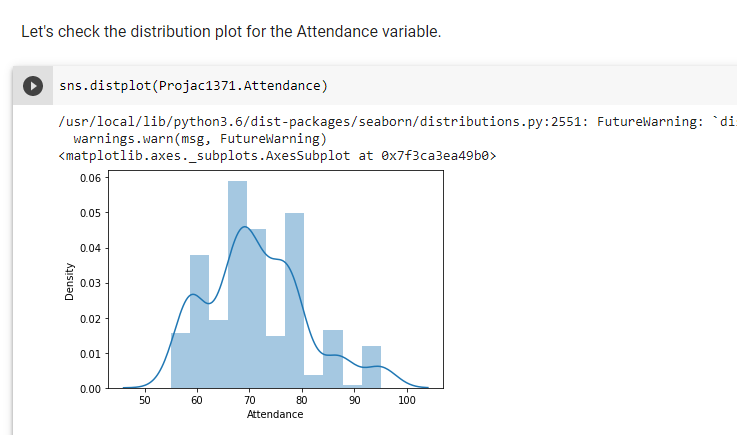 Let's check the distribution plot for the Attendance variable.
sns.distplot(Projac1371.Attendance)
/usr/local/lib/python3.6/dist-packages/seaborn/distributions.py:2551: FutureWarning: `di
warnings.warn(msg, FutureWarning)
<matplotlib.axes._subplots.AxesSubplot at 0x7f3ca3ea49b0>
0.06
0.05
0.04
0.03
0.02
0.01
0.00
Density
50 60 70 80 90 100
Attendance